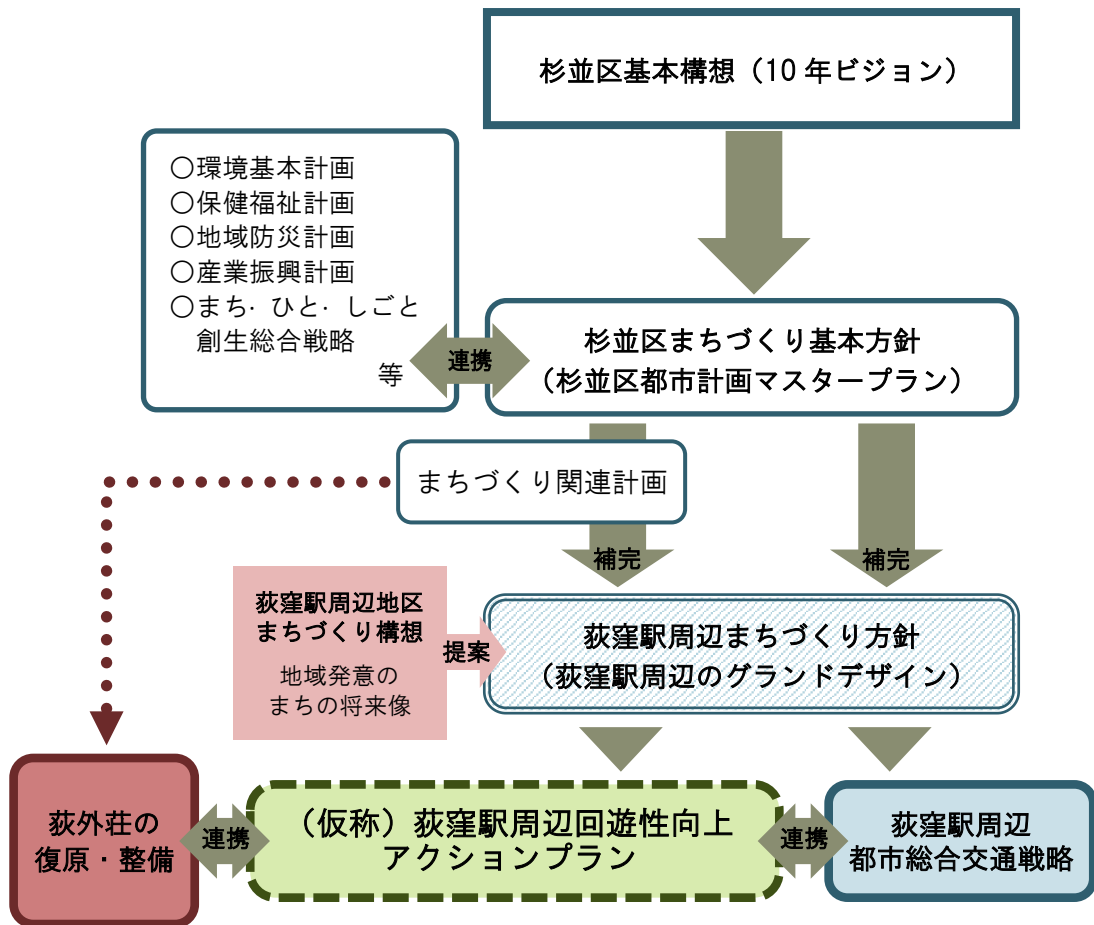 杉並区基本構想（10 年ビジョン）
〇環境基本計画
〇保健福祉計画
〇地域防災計画
〇産業振興計画
〇まち･ ひと･ しごと
創生総合戦略
等
連携
杉並区まちづくり基本方針
（杉並区都市計画マスタープラン）
まちづくり関連計画
補完
補完
荻窪駅周辺地区
まちづくり構想
地域発意の
まちの将来像
提案
荻窪駅周辺まちづくり方針
（荻窪駅周辺のグランドデザイン）
荻外荘の
復原・整備
連携
（仮称）荻窪駅周辺回遊性向上
アクションプラン
連携
荻窪駅周辺
都市総合交通戦略